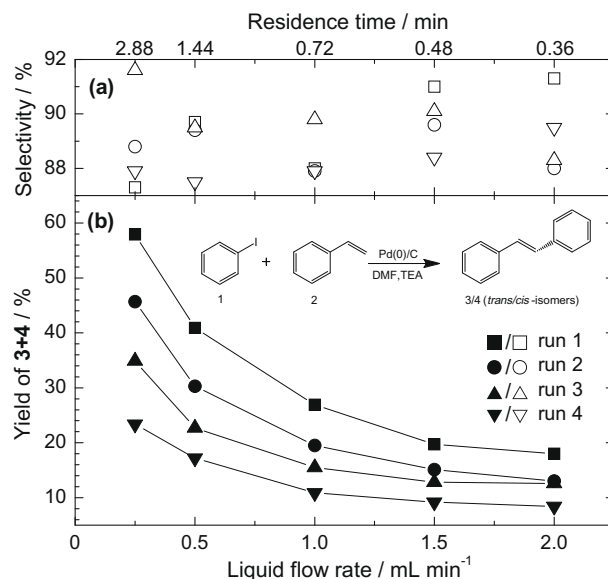 Residence time / min
2.88 1.44 0.72 0.48 0.36
92
90
88
Selectivity / %
(a)
(b)
60
50
40
30
20
10
Yield of 3+4 / %
I
+
Pd(0)/C
DMF,TEA
1
2
3/4 (trans/cis-isomers)
■/□ run 1
●/○ run 2
▲/△ run 3
▼/▽ run 4
0 0.5 1.0 1.5 2.0
Liquid flow rate / mL min⁻¹